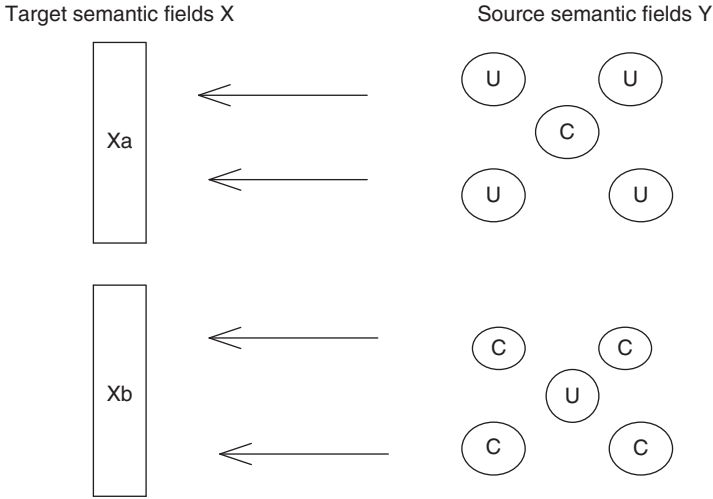 Target semantic fields X
Source semantic fields Y
U U
C
Xa
U U
C C
Xb
U
C C